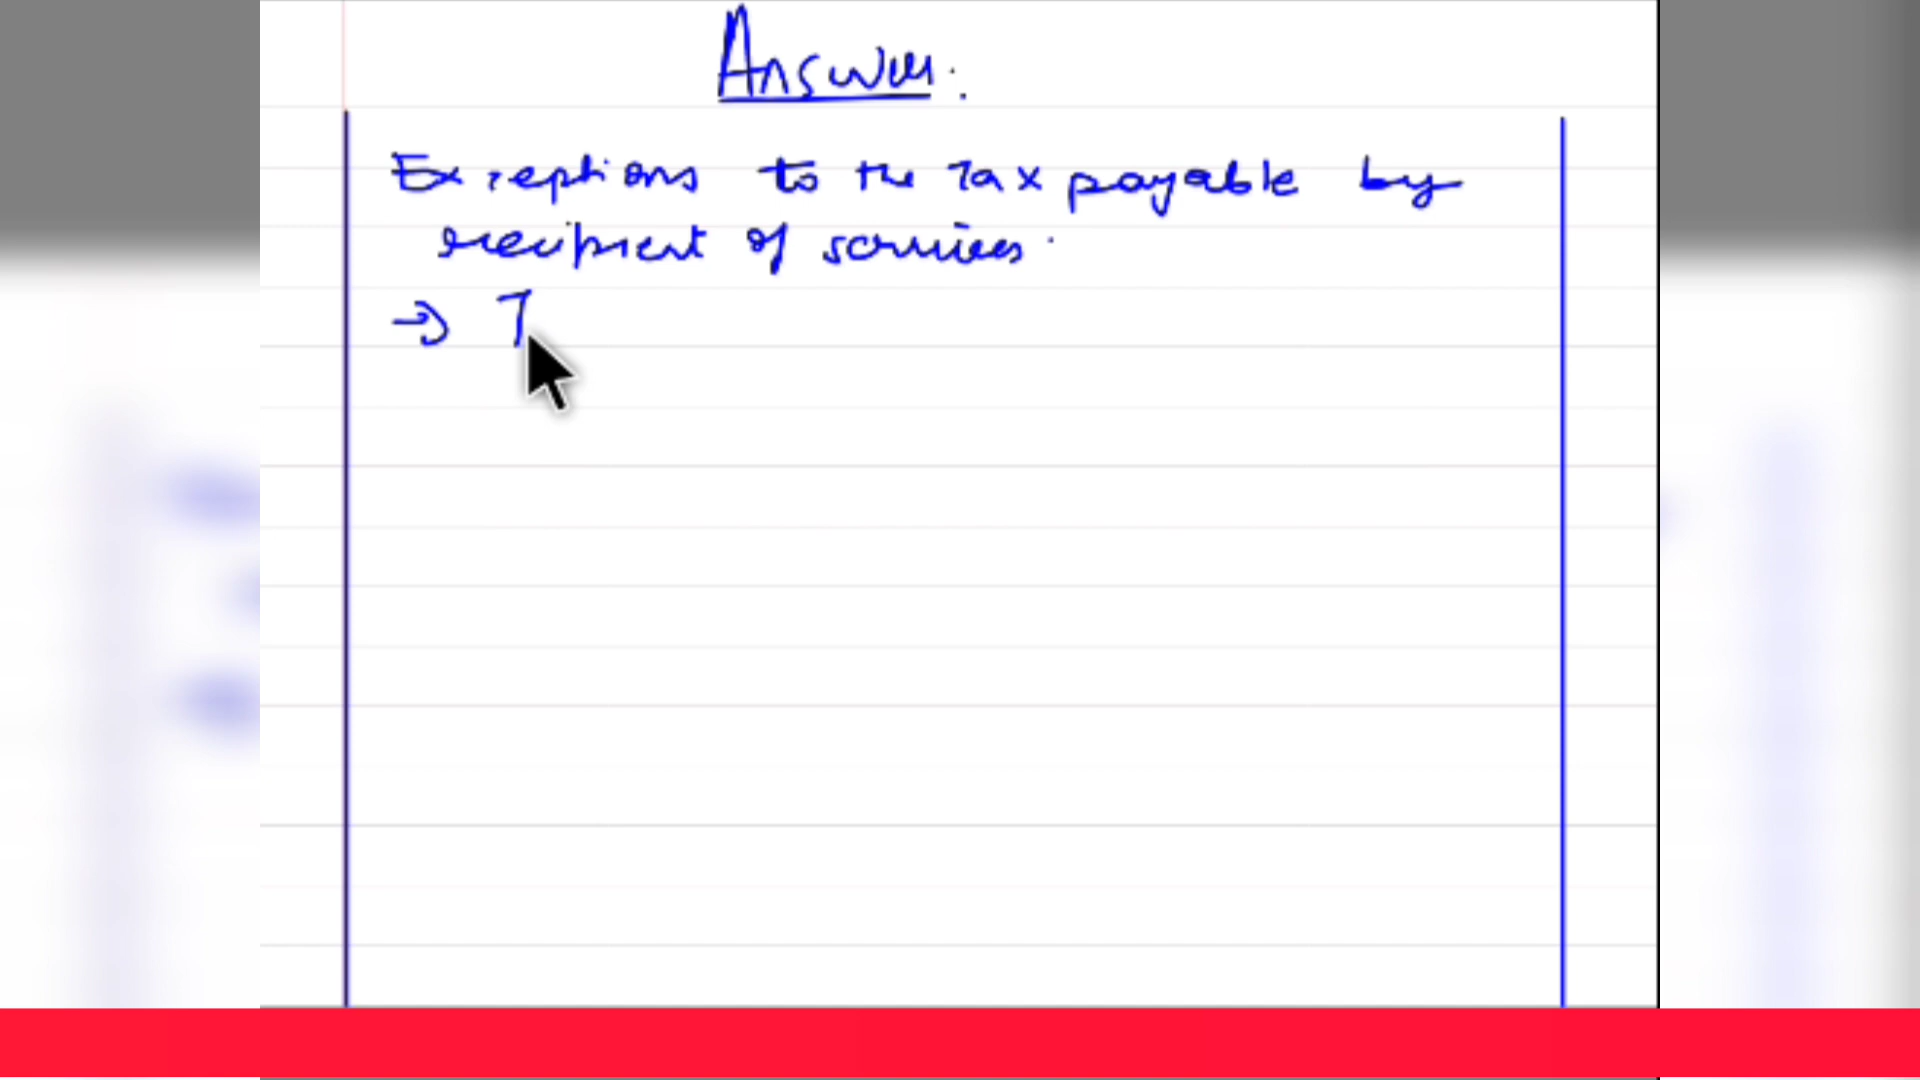 Answer:
Exceptions to the Tax payable by
recipient of services.
→ T